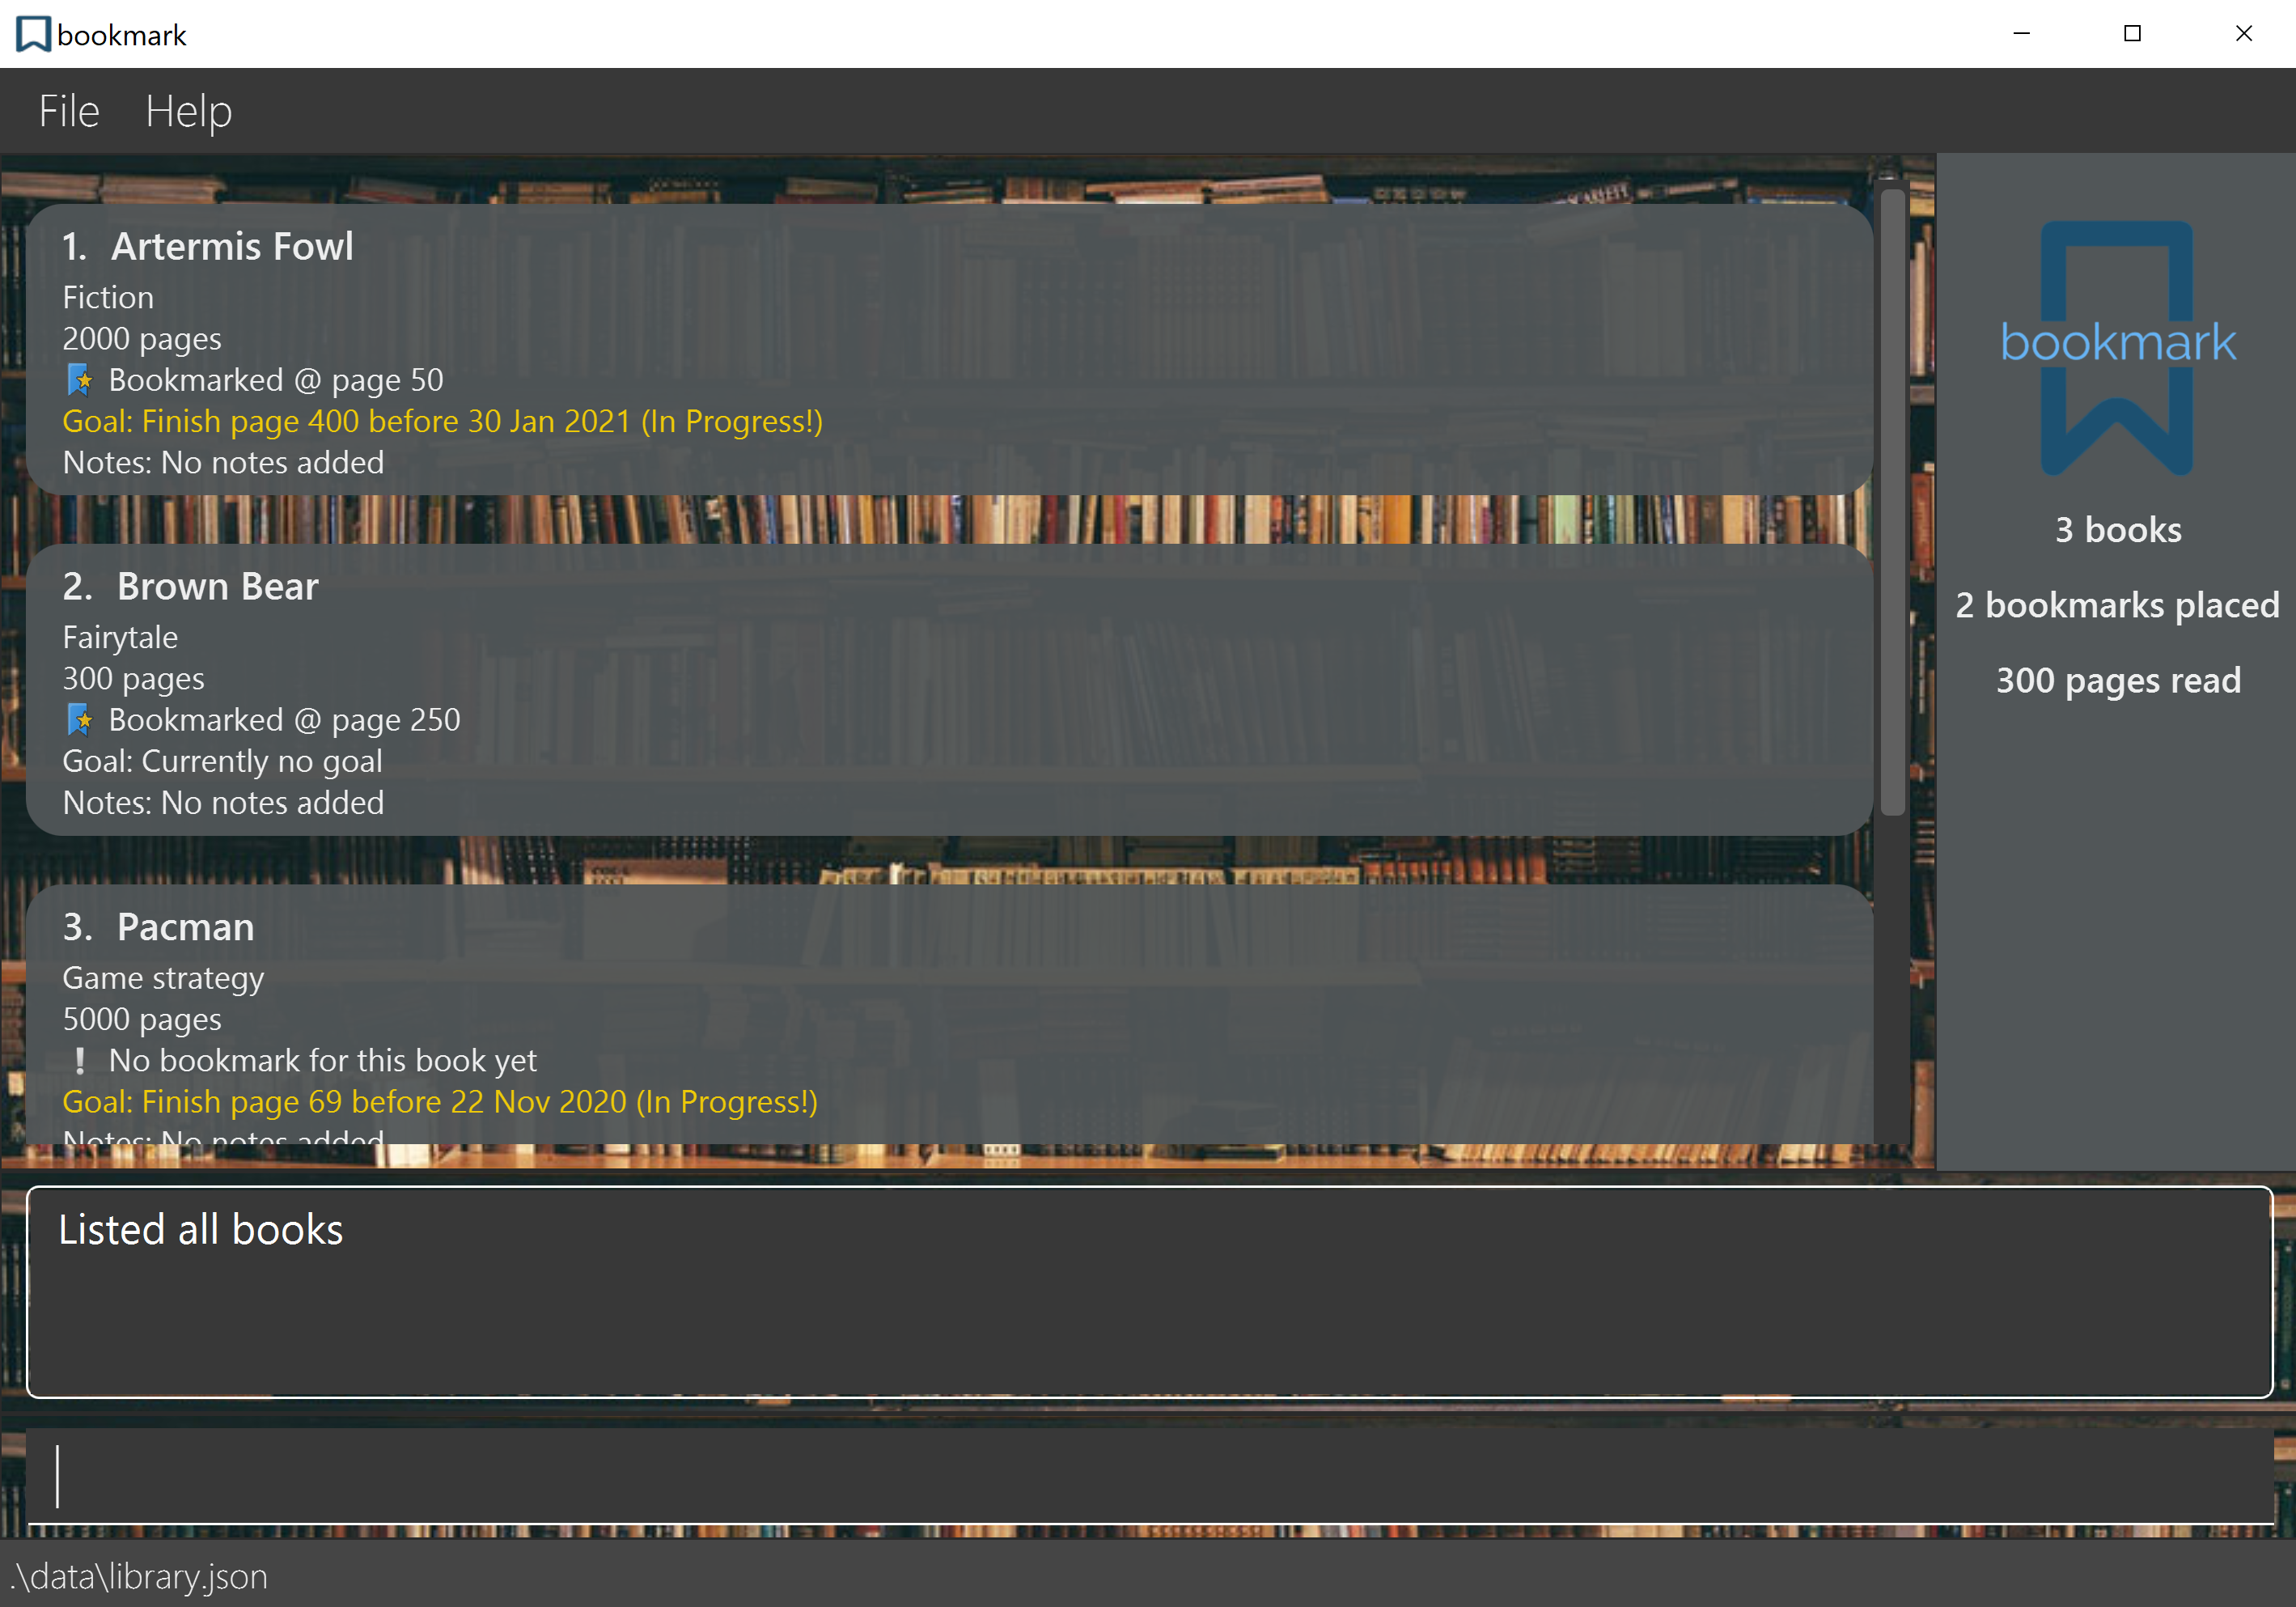 bookmark
File Help
1. Artermis Fowl
Fiction
2000 pages
Bookmarked @ page 50
Goal: Finish page 400 before 30 Jan 2021 (In Progress!)
Notes: No notes added
2. Brown Bear
Fairytale
300 pages
Bookmarked @ page 250
Goal: Currently no goal
Notes: No notes added
3. Pacman
Game strategy
5000 pages
No bookmark for this book yet
Goal: Finish page 69 before 22 Nov 2020 (In Progress!)
Notes: No notes added
bookmark
3 books
2 bookmarks placed
300 pages read
Listed all books
.\data\library.json